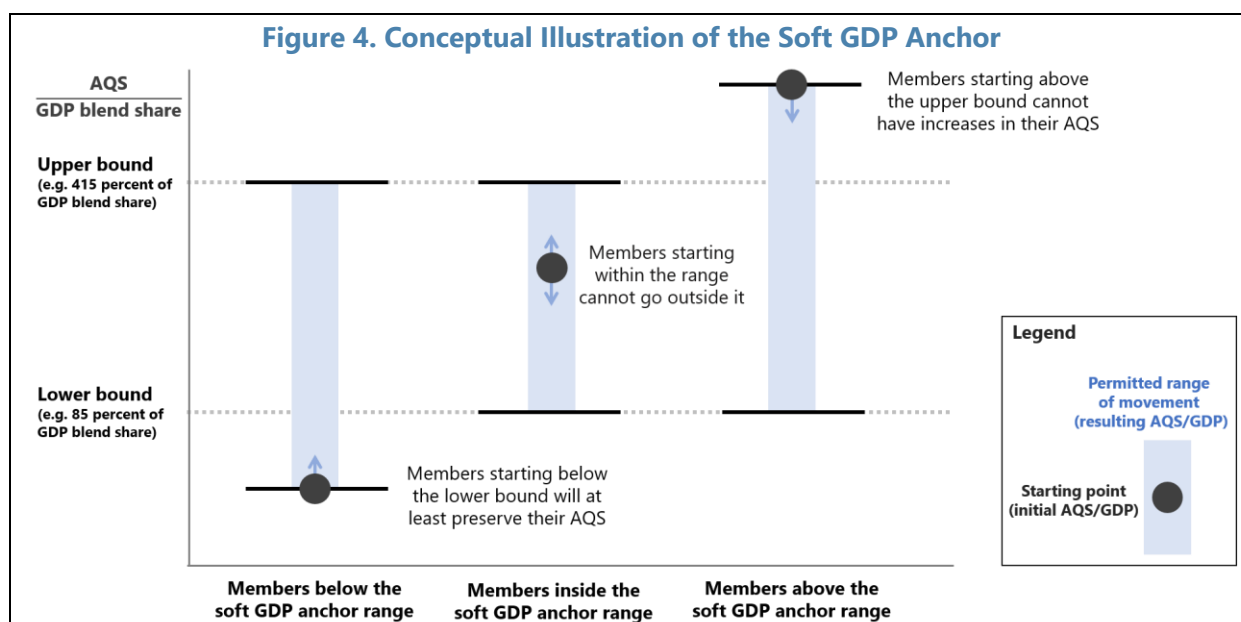 Figure 4. Conceptual Illustration of the Soft GDP Anchor
AQS
GDP blend share
Members starting above
the upper bound cannot
have increases in their AQS
Upper bound
(e.g. 415 percent of
GDP blend share)
Members starting
within the range
cannot go outside it
Lower bound
(e.g. 85 percent of
GDP blend share)
Members starting below
the lower bound will at
least preserve their AQS
Legend
Permitted range
of movement
(resulting AQS/GDP)
Starting point
(initial AQS/GDP)
Members below the
soft GDP anchor range
Members inside the
soft GDP anchor range
Members above the
soft GDP anchor range